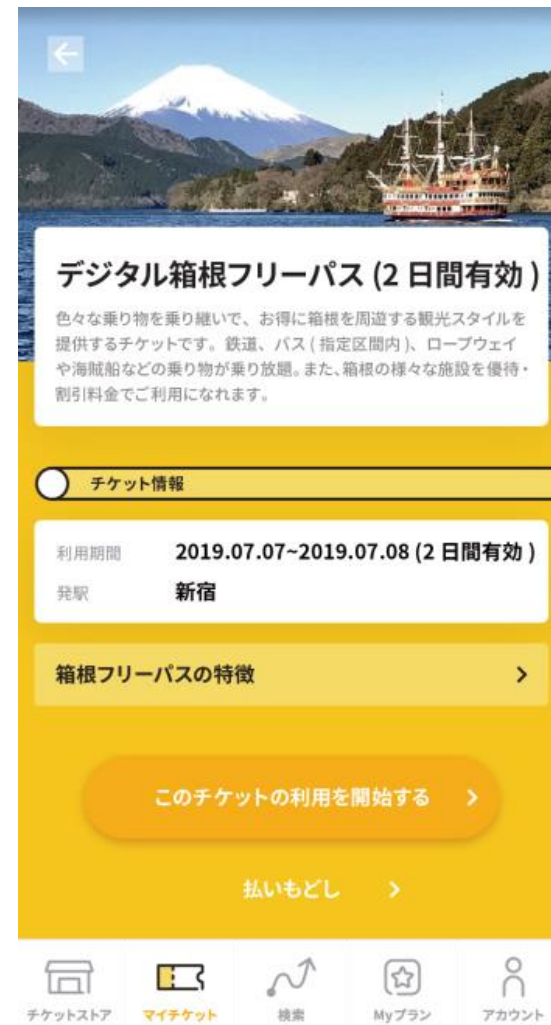 デジタル箱根フリーパス (2 日間有効 )
色々な乗り物を乗り継いで、お得に箱根を周遊する観光スタイルを
提供するチケットです。鉄道、バス ( 指定区間内 )、ロープウェイ
や海賊船などの乗り物が乗り放題。また、箱根の様々な施設を優待・
割引料金でご利用になれます。
チケット情報
利用期間 2019.07.07~2019.07.08 (2 日間有効 )
発駅 新宿
箱根フリーパスの特徴
このチケットの利用を開始する
払いもどし
チケットストア マイチケット 検索 Myプラン アカウント